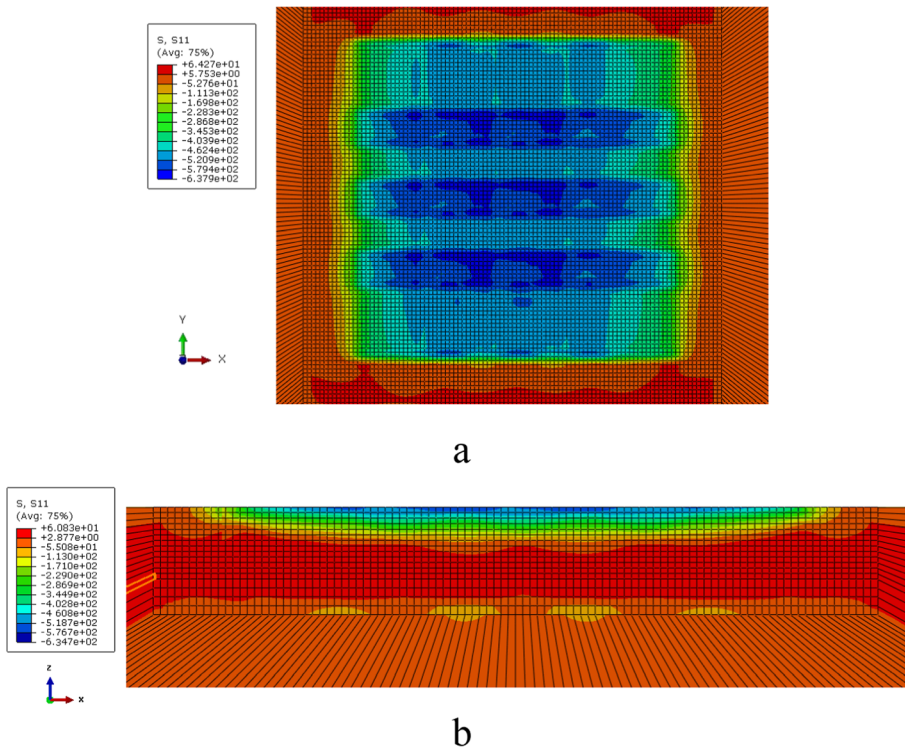 S, S11
(Avg: 75%)
+6.427e+01
+5.753e+00
-5.276e+01
-1.113e+02
-1.698e+02
-2.283e+02
-2.868e+02
-3.453e+02
-4.039e+02
-4.624e+02
-5.209e+02
-5.794e+02
-6.379e+02
Y
X
a
S, S11
(Avg: 75%)
+6.083e+01
+2.877e+00
-5.508e+01
-1.130e+02
-1.710e+02
-2.290e+02
-2.869e+02
-3.449e+02
-4.028e+02
-4.608e+02
-5.187e+02
-5.767e+02
-6.347e+02
z
x
b